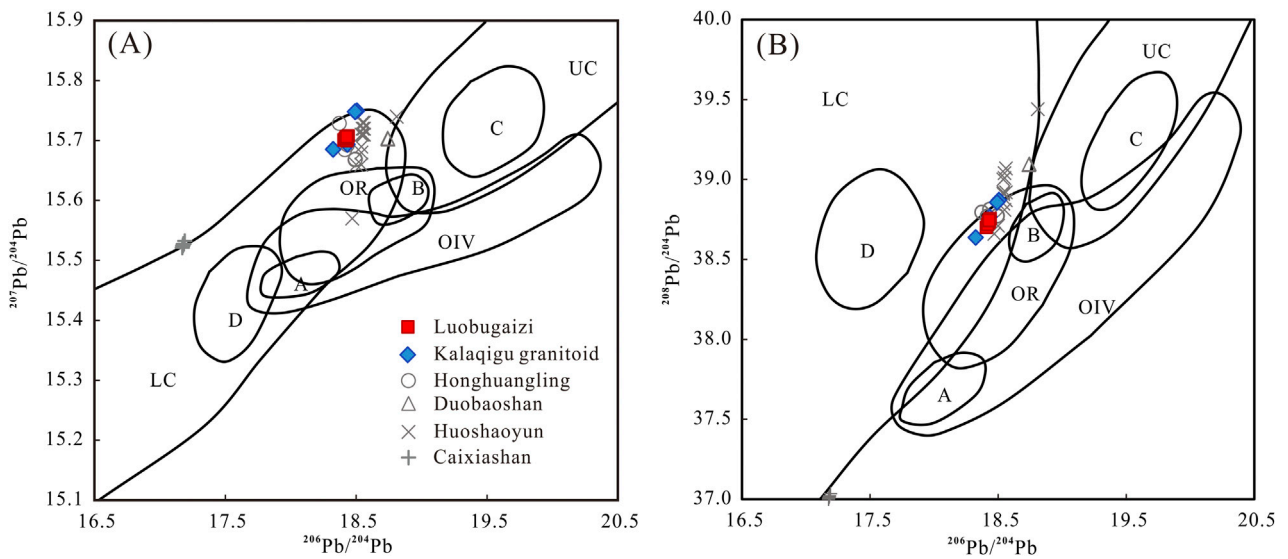 (A)
15.9
15.8
15.7
15.6
15.5
15.4
15.3
15.2
15.1
²⁰⁷Pb/²⁰⁴Pb
UC
C
OR
B
OIV
A
D
LC
Luobugaizi
Kalaqigu granitoid
Honghuangling
Duobaoshan
Huoshaoyun
Caixiashan
16.5 17.5 18.5 19.5 20.5
²⁰⁶Pb/²⁰⁴Pb
(B)
40.0
39.5
39.0
38.5
38.0
37.5
37.0
²⁰⁸Pb/²⁰⁴Pb
UC
LC
C
D
B
OR
OIV
A
16.5 17.5 18.5 19.5 20.5
²⁰⁶Pb/²⁰⁴Pb